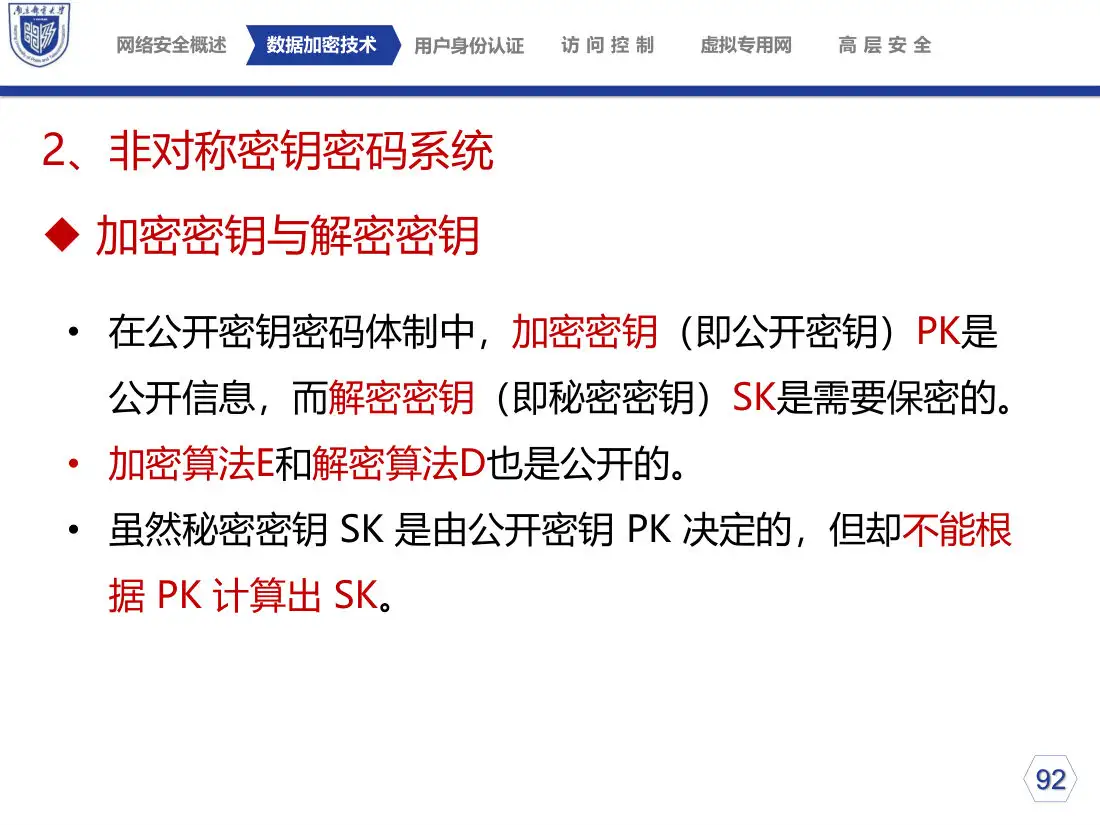 网络安全概述 数据加密技术 用户身份认证 访问控制 虚拟专用网 高层安全
2、非对称密钥密码系统
◆ 加密密钥与解密密钥
• 在公开密钥密码体制中，加密密钥（即公开密钥）PK是
公开信息，而解密密钥（即秘密密钥）SK是需要保密的。
• 加密算法E和解密算法D也是公开的。
• 虽然秘密密钥 SK 是由公开密钥 PK 决定的，但却不能根
据 PK 计算出 SK。
92